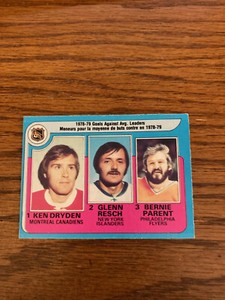 1978-79 Goals Against Avg. Leaders
Meneurs pour la moyenne de buts contre en 1978-79
1 KEN DRYDEN
MONTREAL CANADIENS
2 GLENN
RESCH
NEW YORK
ISLANDERS
3 BERNIE
PARENT
PHILADELPHIA
FLYERS